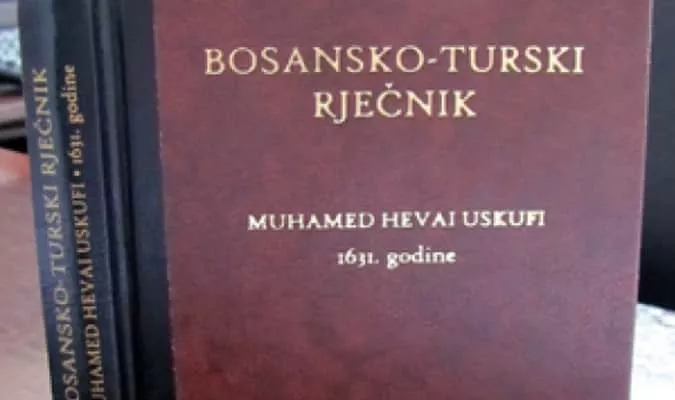 BOSANSKO-TURSKI
RJEČNIK
MUHAMED HEVAI USKUFI
1631. godine
BOSANSKO-TURSKI RJEČNIK
MUHAMED HEVAI USKUFI • 1631. godine